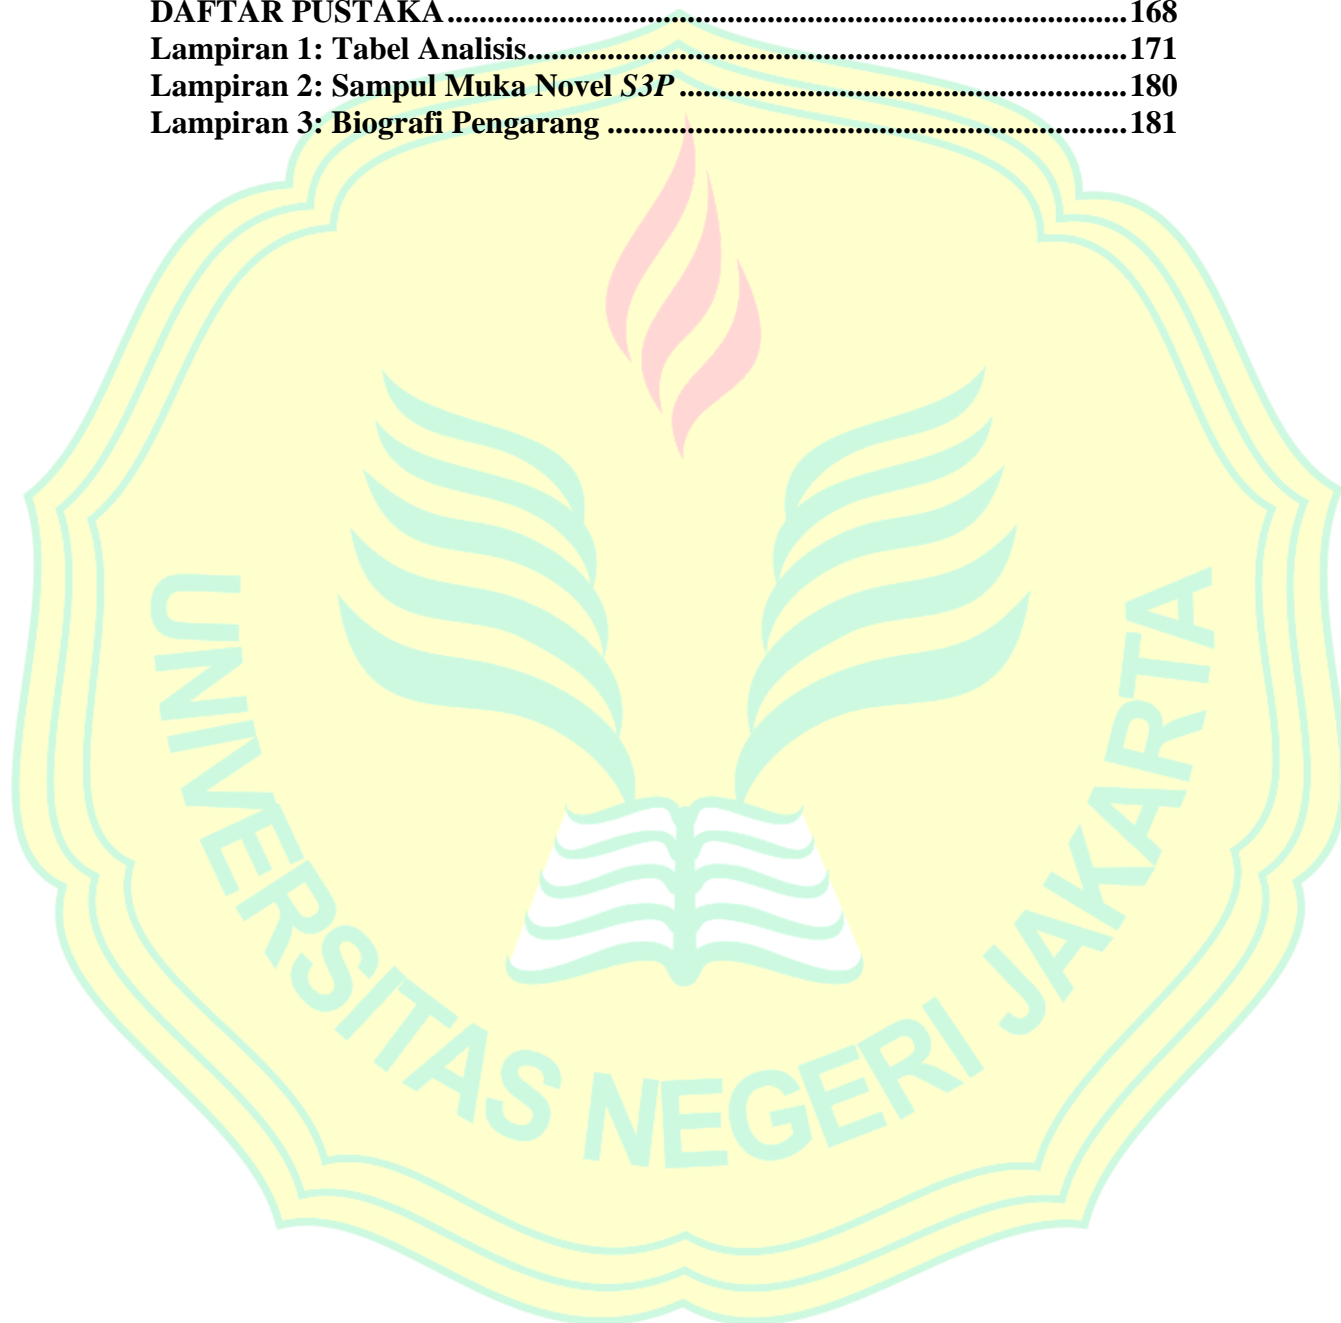 DAFTAR PUSTAKA.....................................................................................168
Lampiran 1: Tabel Analisis...........................................................................171
Lampiran 2: Sampul Muka Novel S3P........................................................180
Lampiran 3: Biografi Pengarang .................................................................181
UNIVERSITAS NEGERI JAKARTA